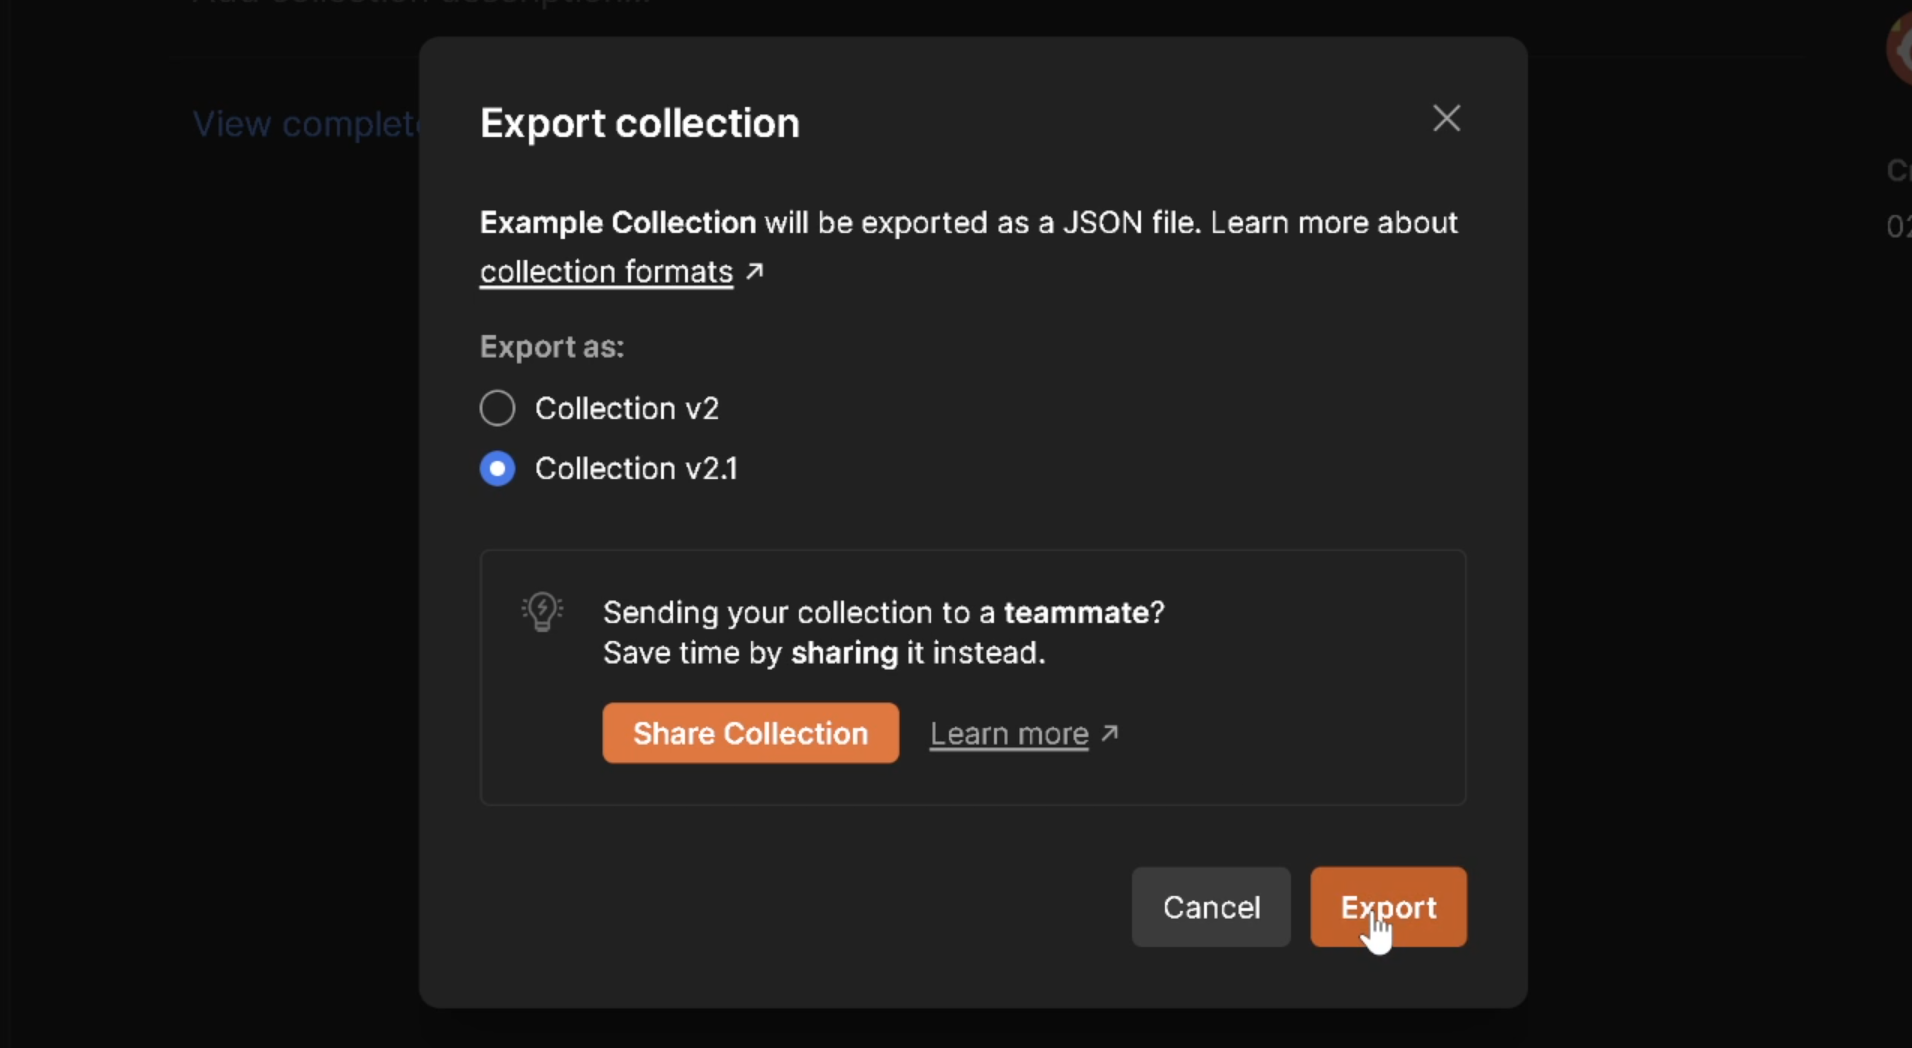 Export collection
Example Collection will be exported as a JSON file. Learn more about
collection formats ↗
Export as:
Collection v2
Collection v2.1
Sending your collection to a teammate?
Save time by sharing it instead.
Share Collection
Learn more ↗
Cancel
Export
View
02